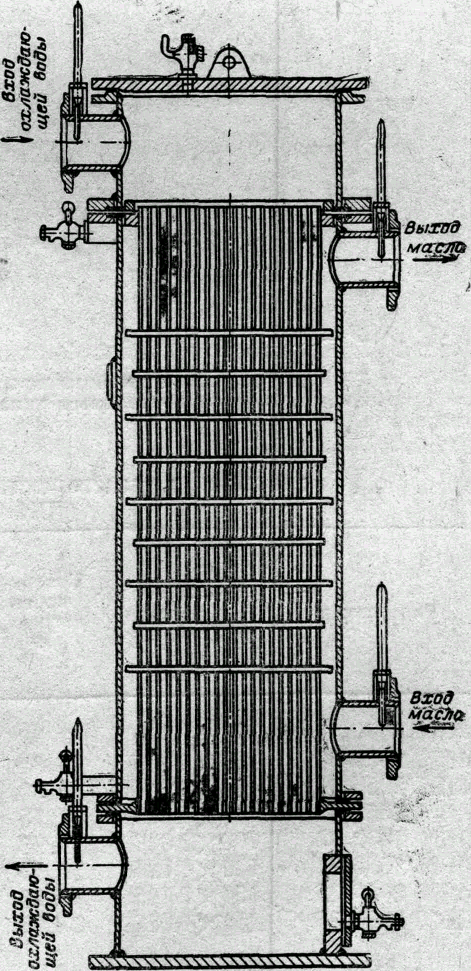 Вход
охлаждаю-
щей воды
Выход
масла
Вход
масла
Выход
охлаждаю-
щей воды